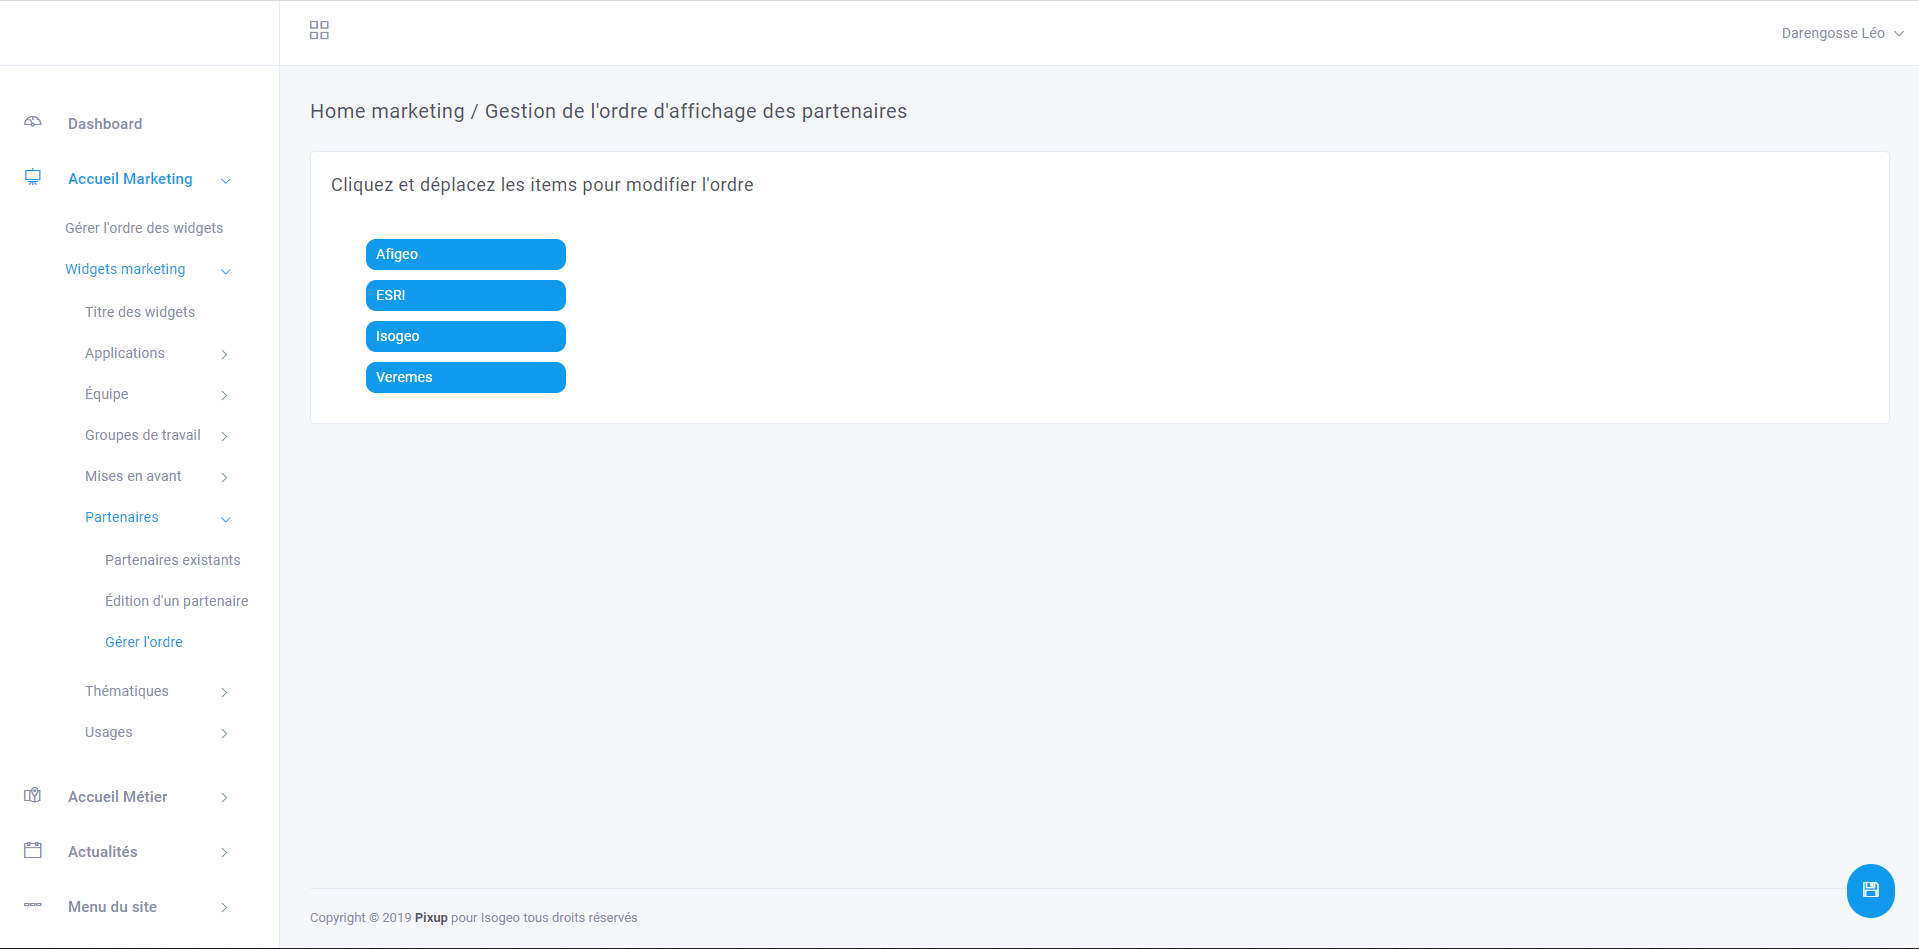 Darengosse Léo
Dashboard
Accueil Marketing
Gérer l'ordre des widgets
Widgets marketing
Titre des widgets
Applications
Équipe
Groupes de travail
Mises en avant
Partenaires
Partenaires existants
Édition d'un partenaire
Gérer l'ordre
Thématiques
Usages
Accueil Métier
Actualités
Menu du site
Home marketing / Gestion de l'ordre d'affichage des partenaires
Cliquez et déplacez les items pour modifier l'ordre
Afigeo
ESRI
Isogeo
Veremes
Copyright © 2019 Pixup pour Isogeo tous droits réservés